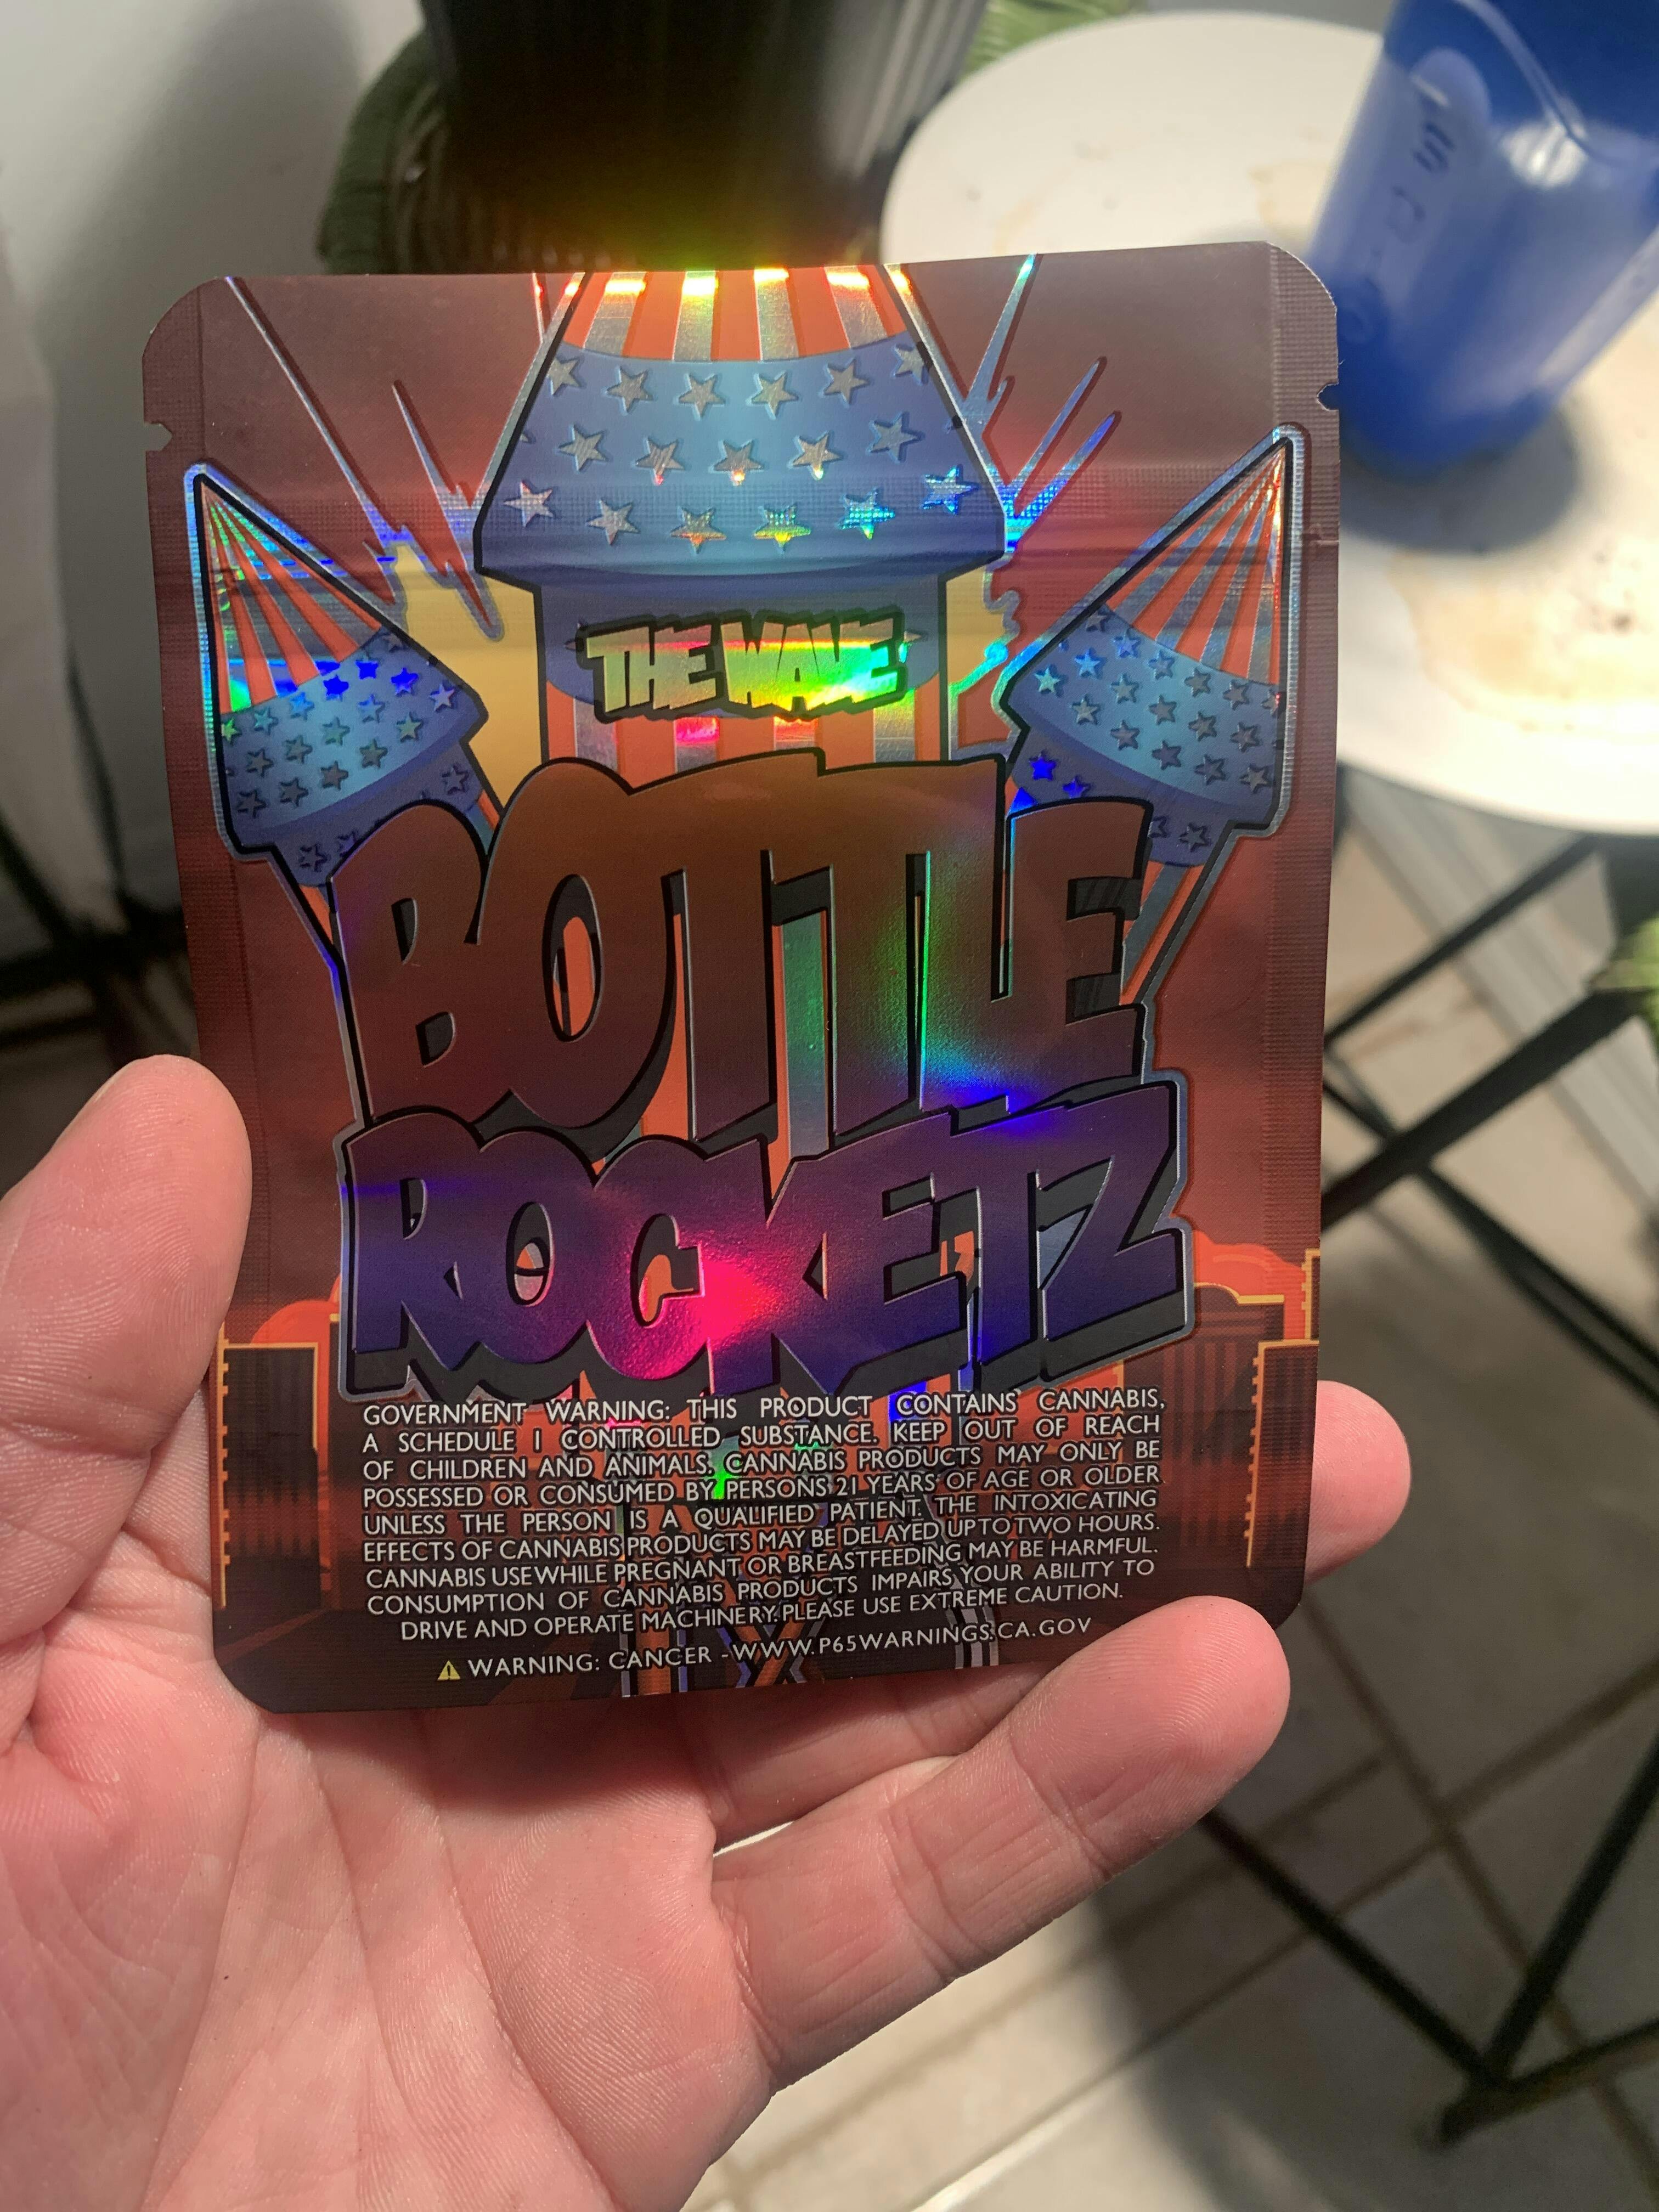 THE WAVE
BOTTLE
ROCKETZ
GOVERNMENT WARNING: THIS PRODUCT CONTAINS CANNABIS,
A SCHEDULE I CONTROLLED SUBSTANCE. KEEP OUT OF REACH
OF CHILDREN AND ANIMALS. CANNABIS PRODUCTS MAY ONLY BE
POSSESSED OR CONSUMED BY PERSONS 21 YEARS OF AGE OR OLDER
UNLESS THE PERSON IS A QUALIFIED PATIENT. THE INTOXICATING
EFFECTS OF CANNABIS PRODUCTS MAY BE DELAYED UP TO TWO HOURS.
CANNABIS USE WHILE PREGNANT OR BREASTFEEDING MAY BE HARMFUL.
CONSUMPTION OF CANNABIS PRODUCTS IMPAIRS YOUR ABILITY TO
DRIVE AND OPERATE MACHINERY. PLEASE USE EXTREME CAUTION.
WARNING: CANCER -WWW.P65WARNINGS.CA.GOV